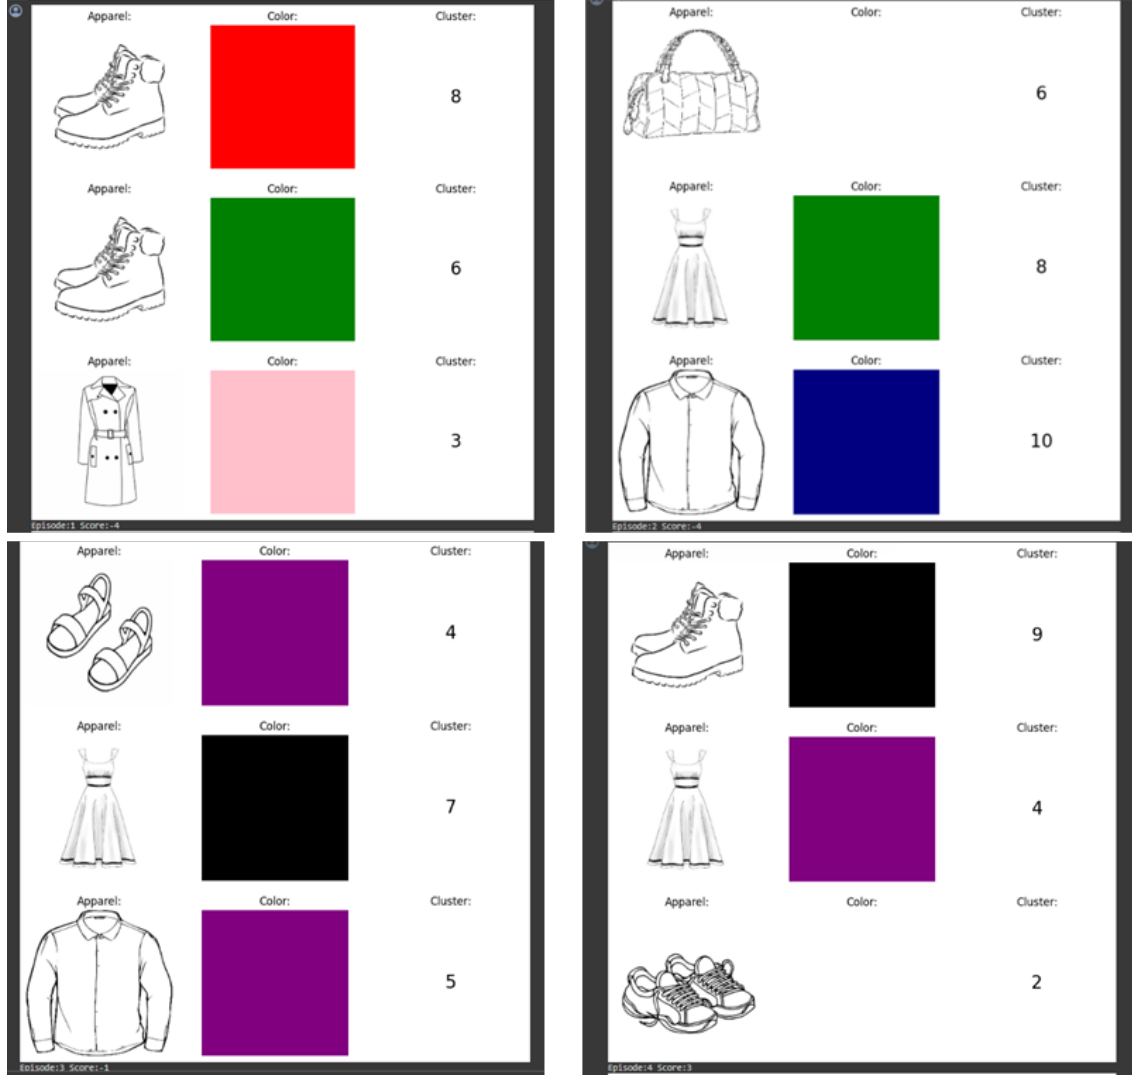 Apparel: Color: Cluster:
8
Apparel: Color: Cluster:
6
Apparel: Color: Cluster:
3
Episode:1 Score:-4
Apparel: Color: Cluster:
6
Apparel: Color: Cluster:
8
Apparel: Color: Cluster:
10
Episode:2 Score:-4
Apparel: Color: Cluster:
4
Apparel: Color: Cluster:
7
Apparel: Color: Cluster:
5
Episode:3 Score:-1
Apparel: Color: Cluster:
9
Apparel: Color: Cluster:
4
Apparel: Color: Cluster:
2
Episode:4 Score:3